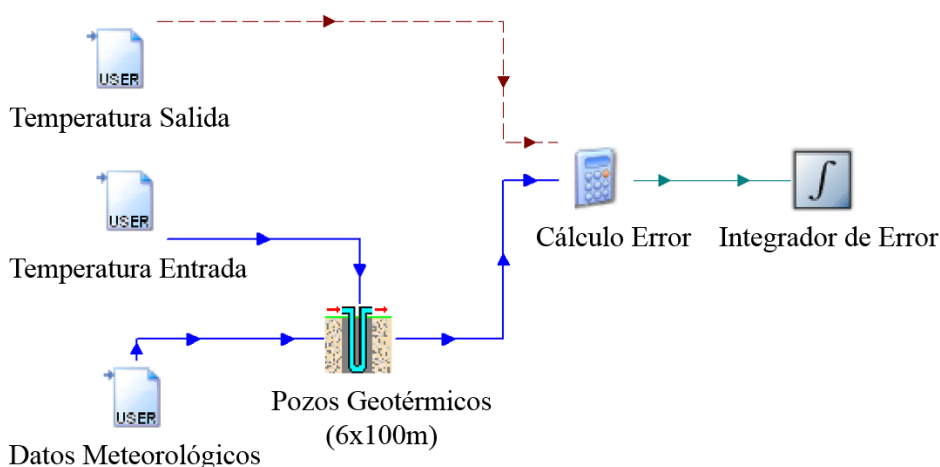 USER
Temperatura Salida
USER
Temperatura Entrada
∫
Cálculo Error
Integrador de Error
USER
Datos Meteorológicos
Pozos Geotérmicos
(6x100m)